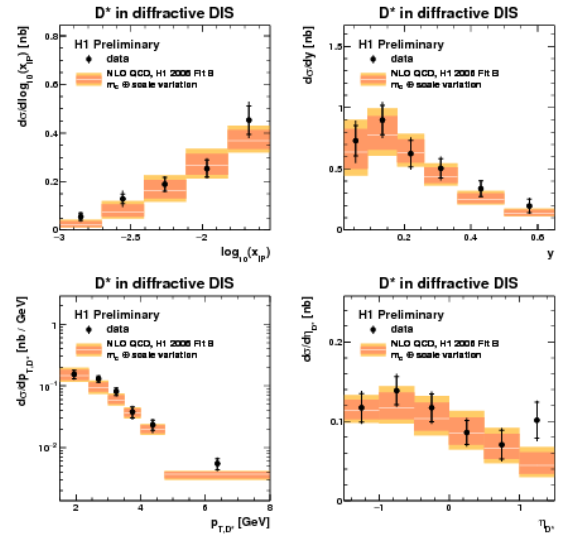 D* in diffractive DIS
dσ/dlog₁₀(x_IP) [nb]
H1 Preliminary
data
NLO QCD, H1 2006 Fit B
m_c ⊕ scale variation
0.8
0.6
0.4
0.2
0
-3
-2.5
-2
log₁₀(x_IP)
D* in diffractive DIS
dσ/dy [nb]
H1 Preliminary
data
NLO QCD, H1 2006 Fit B
m_c ⊕ scale variation
1.5
1
0.5
0
0.2
0.4
0.6
y
D* in diffractive DIS
dσ/dp_T,D* [nb / GeV]
H1 Preliminary
data
NLO QCD, H1 2006 Fit B
m_c ⊕ scale variation
1
10⁻¹
10⁻²
2
4
6
8
p_T,D* [GeV]
D* in diffractive DIS
dσ/dη_D* [nb]
H1 Preliminary
data
NLO QCD, H1 2006 Fit B
m_c ⊕ scale variation
0.2
0.1
0
-1
0
1
η_D*